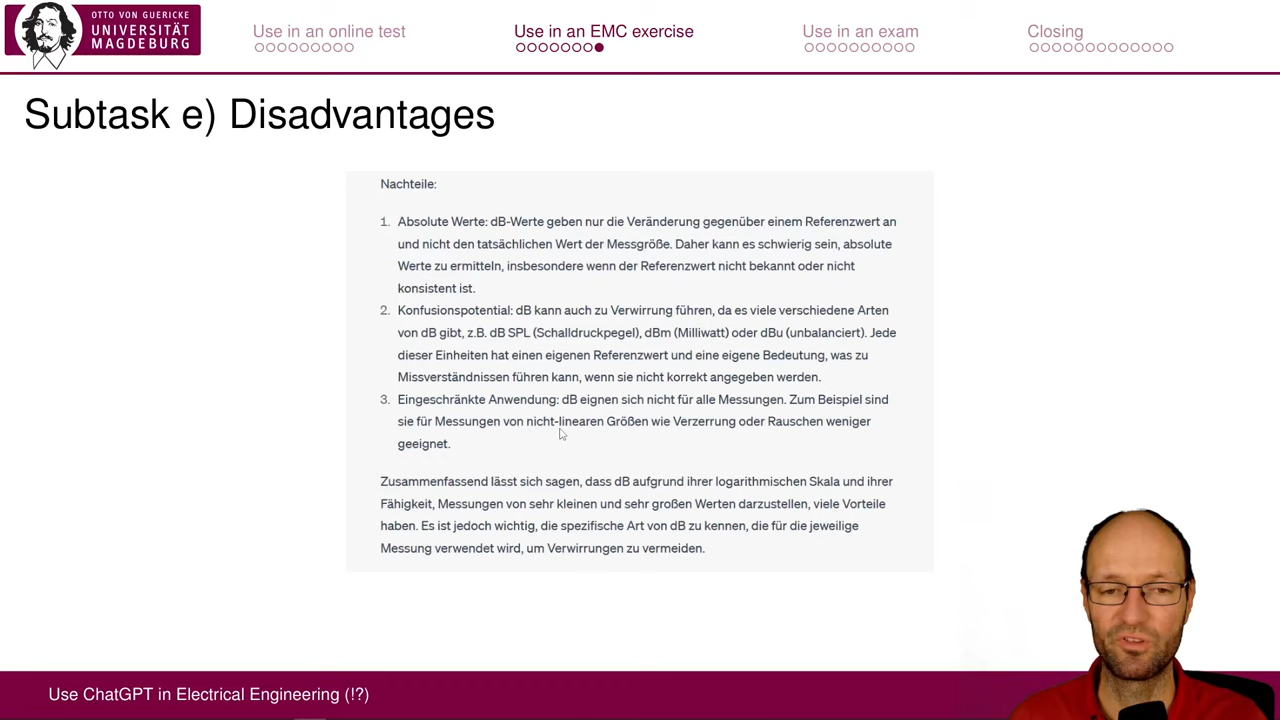 OTTO VON GUERICKE
UNIVERSITÄT
MAGDEBURG
Use in an online test
Use in an EMC exercise
Use in an exam
Closing
Subtask e) Disadvantages
Nachteile:
1. Absolute Werte: dB-Werte geben nur die Veränderung gegenüber einem Referenzwert an
und nicht den tatsächlichen Wert der Messgröße. Daher kann es schwierig sein, absolute
Werte zu ermitteln, insbesondere wenn der Referenzwert nicht bekannt oder nicht
konsistent ist.
2. Konfusionspotential: dB kann auch zu Verwirrung führen, da es viele verschiedene Arten
von dB gibt, z.B. dB SPL (Schalldruckpegel), dBm (Milliwatt) oder dBu (unbalanciert). Jede
dieser Einheiten hat einen eigenen Referenzwert und eine eigene Bedeutung, was zu
Missverständnissen führen kann, wenn sie nicht korrekt angegeben werden.
3. Eingeschränkte Anwendung: dB eignen sich nicht für alle Messungen. Zum Beispiel sind
sie für Messungen von nicht-linearen Größen wie Verzerrung oder Rauschen weniger
geeignet.
Zusammenfassend lässt sich sagen, dass dB aufgrund ihrer logarithmischen Skala und ihrer
Fähigkeit, Messungen von sehr kleinen und sehr großen Werten darzustellen, viele Vorteile
haben. Es ist jedoch wichtig, die spezifische Art von dB zu kennen, die für die jeweilige
Messung verwendet wird, um Verwirrungen zu vermeiden.
Use ChatGPT in Electrical Engineering (!?)